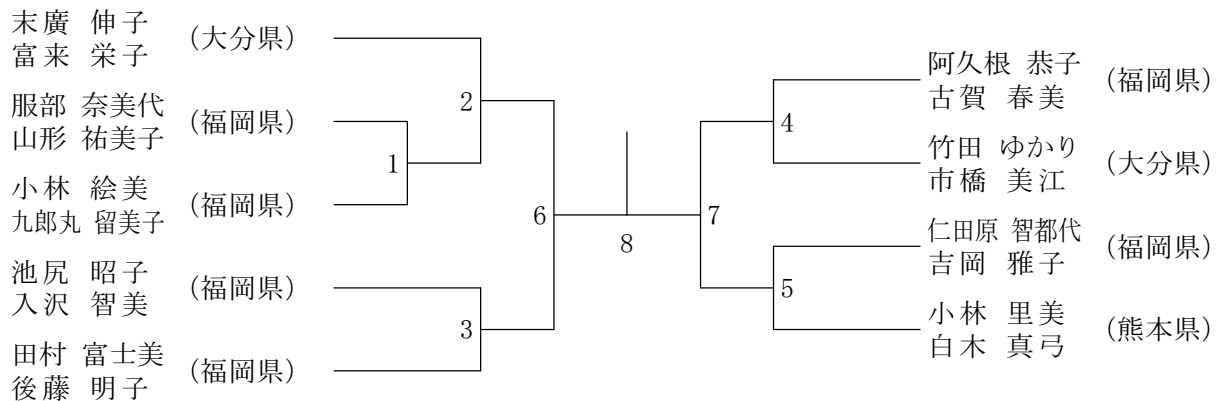 末廣 伸子
富来 栄子
(大分県)
服部 奈美代
山形 祐美子
(福岡県)
小林 絵美
九郎丸 留美子
(福岡県)
池尻 昭子
入沢 智美
(福岡県)
田村 富士美
後藤 明子
(福岡県)
2
1
3
6
8
7
4
5
阿久根 恭子
古賀 春美
(福岡県)
竹田 ゆかり
市橋 美江
(大分県)
仁田原 智都代
吉岡 雅子
(福岡県)
小林 里美
白木 真弓
(熊本県)